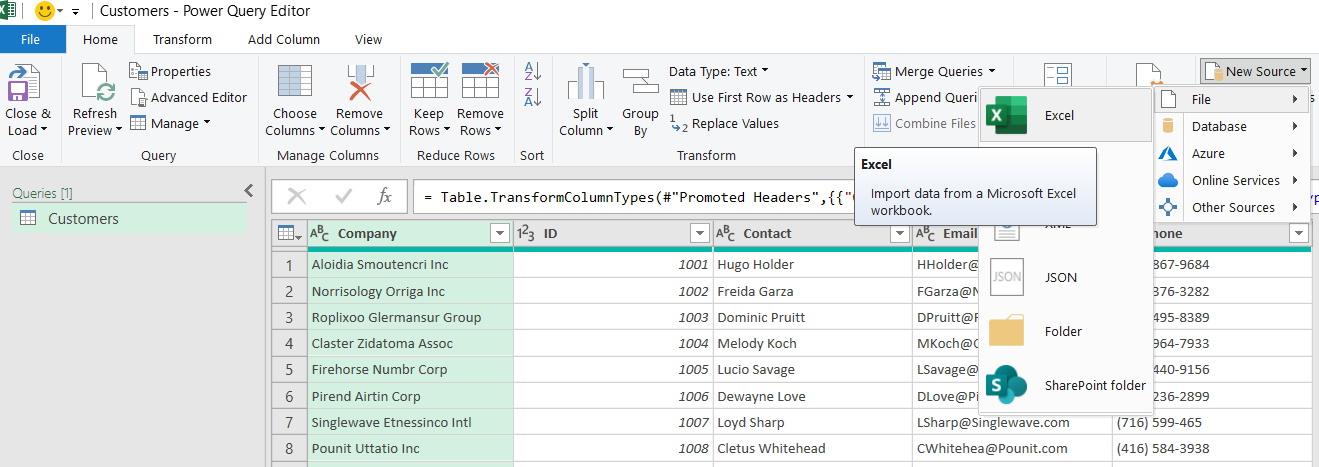 Customers - Power Query Editor
File Home Transform Add Column View
Close & Load
Refresh Preview
Properties
Advanced Editor
Manage
Choose Columns
Remove Columns
Keep Rows
Remove Rows
Split Column
Group By
Data Type: Text
Use First Row as Headers
1 2 Replace Values
Merge Queries
Append Queri
Combine Files
New Source
Close Query Manage Columns Reduce Rows Sort Transform
File
Database
Azure
Online Services
Other Sources
Excel
JSON
Folder
SharePoint folder
Excel
Import data from a Microsoft Excel
workbook.
Queries [1]
Customers
= Table.TransformColumnTypes(#"Promoted Headers",{{"
Company ID Contact Email hone
1 Aloidia Smoutencri Inc 1001 Hugo Holder HHolder@ 867-9684
2 Norrisology Orriga Inc 1002 Freida Garza FGarza@ 376-3282
3 Roplixoo Glermansur Group 1003 Dominic Pruitt DPruitt@ 495-8389
4 Claster Zidatoma Assoc 1004 Melody Koch MKoch@ 964-7933
5 Firehorse Numbr Corp 1005 Lucio Savage LSavage@ 440-9156
6 Pirend Airtin Corp 1006 Dewayne Love DLove@Pi 236-2899
7 Singlewave Etnessinco Intl 1007 Loyd Sharp LSharp@Singlewave.com (716) 599-465
8 Pounit Uttatio Inc 1008 Cletus Whitehead CWhitehea@Pounit.com (416) 584-3938